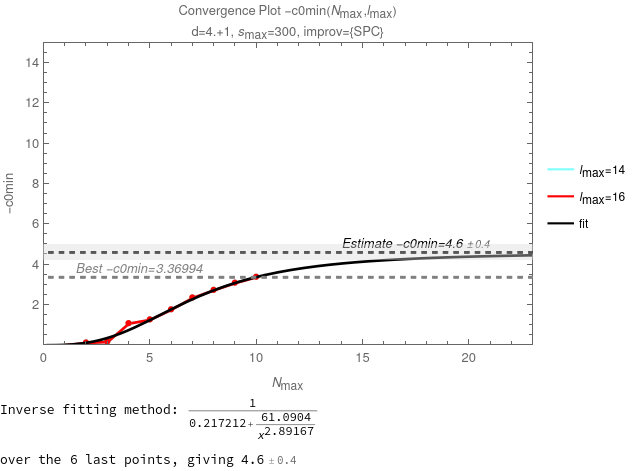 Convergence Plot −c0min(Nmax,lmax)
d=4.+1, smax=300, improv={SPC}
14
12
10
8
6
4
2
−c0min
Estimate −c0min=4.6 ±0.4
Best −c0min=3.36994
0 5 10 15 20
Nmax
lmax=14
lmax=16
fit
Inverse fitting method: 1
0.217212+ 61.0904
x^2.89167
over the 6 last points, giving 4.6 ±0.4